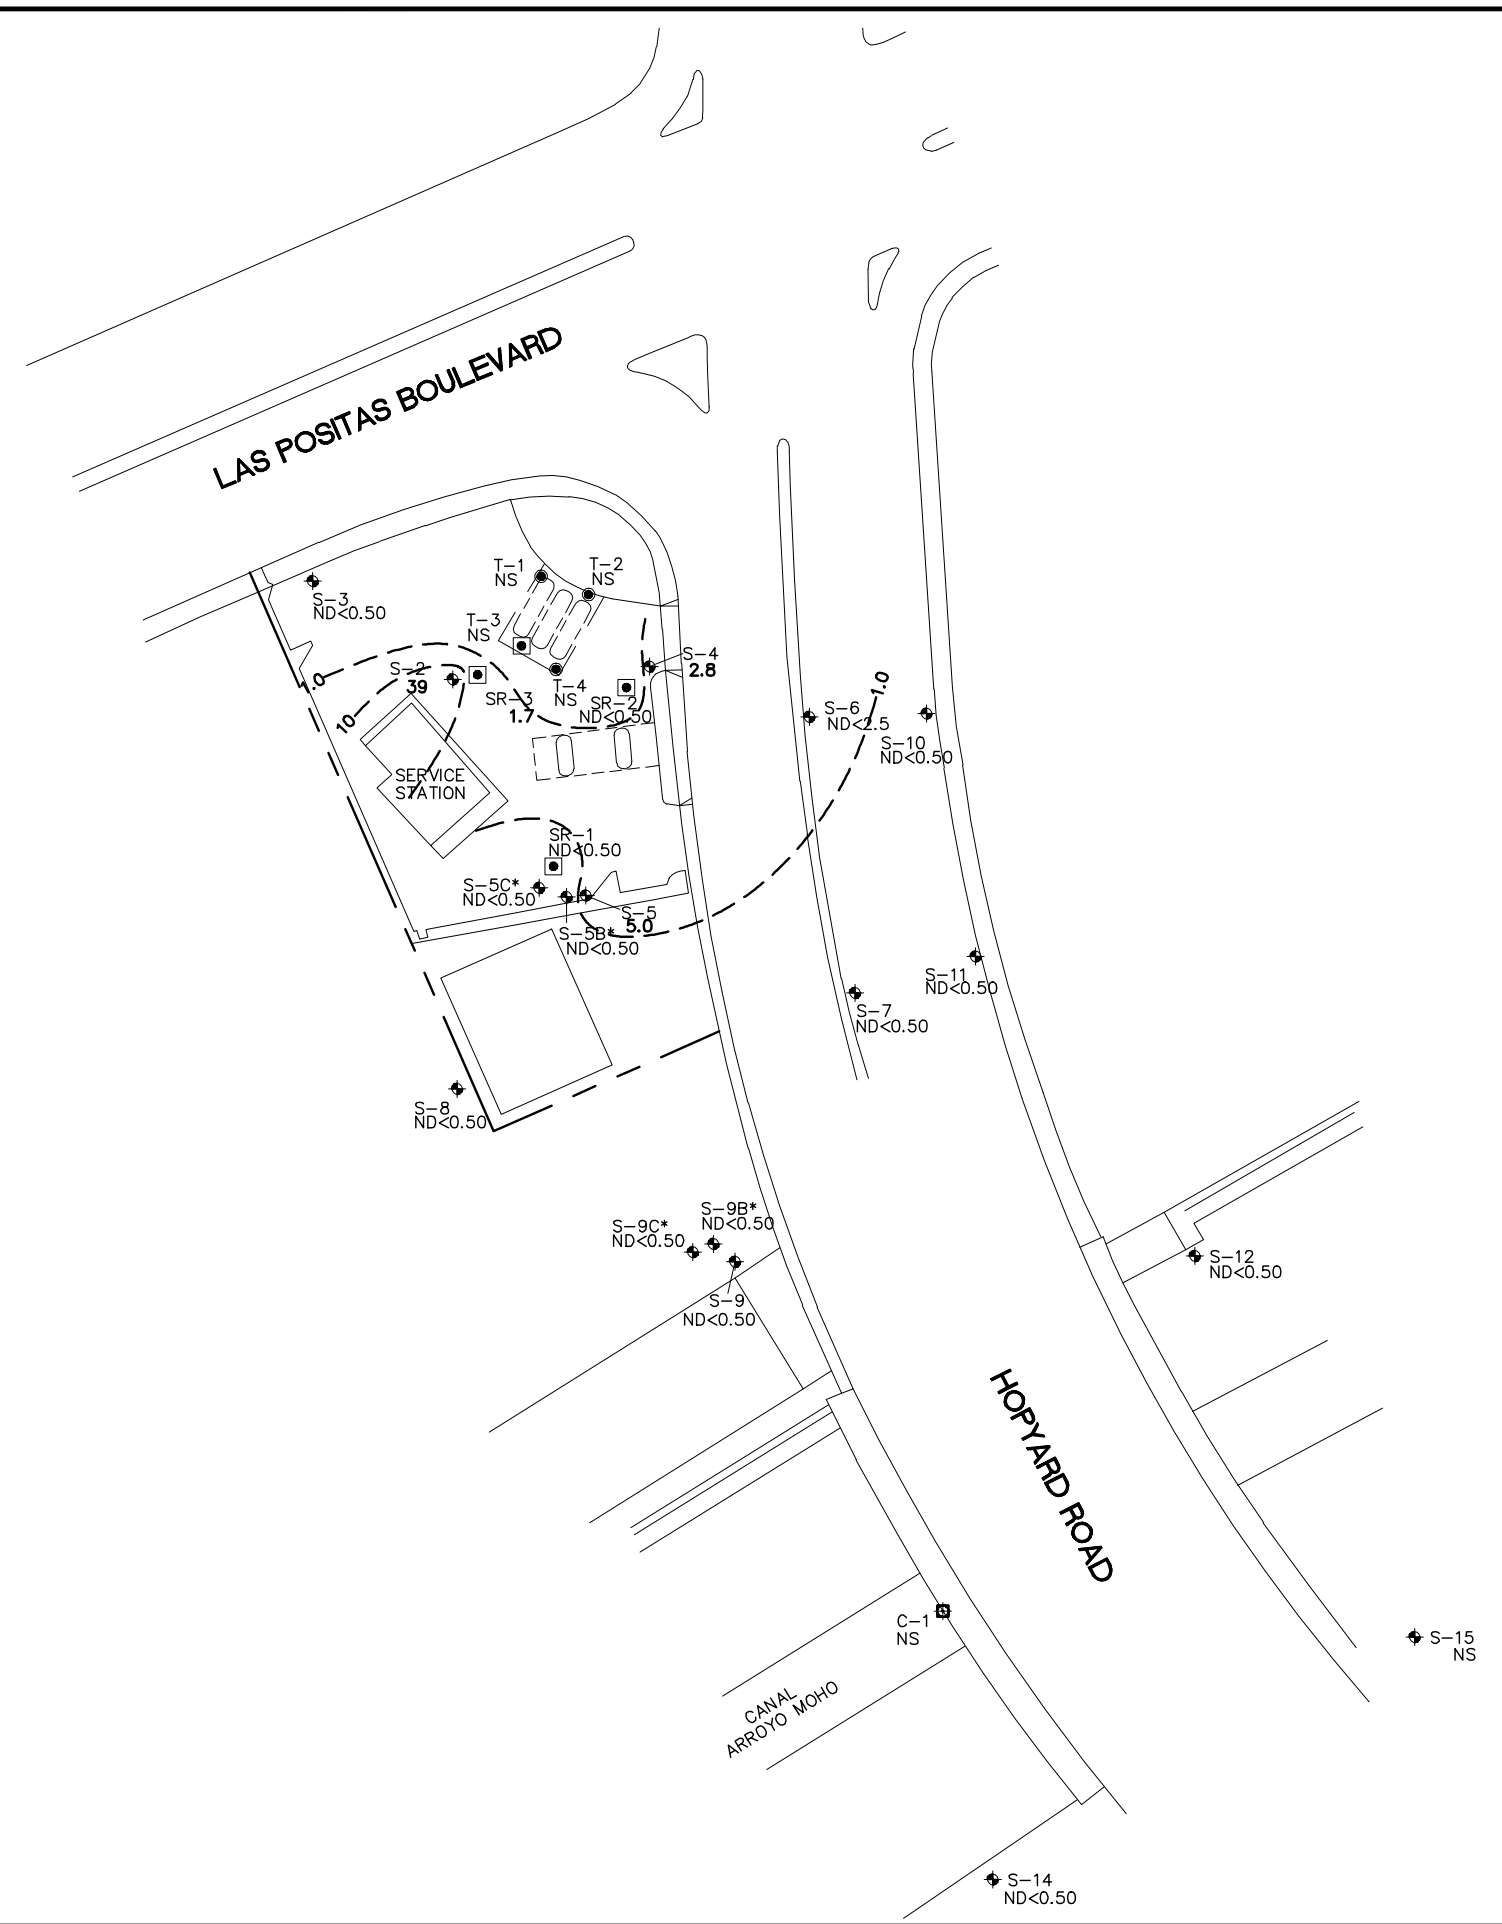 LAS POSITAS BOULEVARD
T-1
NS
T-2
NS
S-3
ND<0.50
T-3
NS
S-4
2.8
S-2
39
1.0
SR-3
1.7
T-4
NS
SR-2
ND<0.50
10
1.0
S-6
ND<2.5
S-10
ND<0.50
SERVICE
STATION
SR-1
ND<0.50
S-5C*
ND<0.50
S-5
5.0
S-5B*
ND<0.50
S-11
ND<0.50
S-7
ND<0.50
S-8
ND<0.50
S-9B*
ND<0.50
S-9C*
ND<0.50
S-12
ND<0.50
S-9
ND<0.50
HOPYARD ROAD
C-1
NS
S-15
NS
CANAL
ARROYO MOHO
S-14
ND<0.50